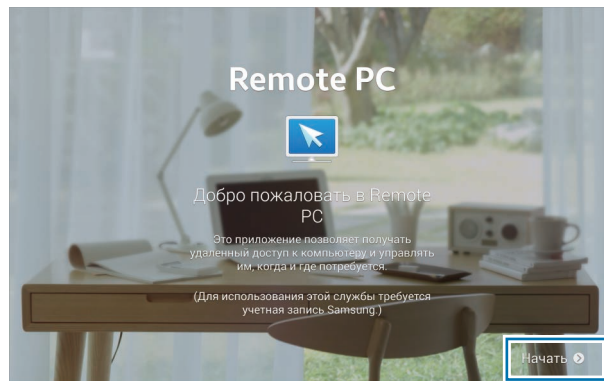 Remote PC
Добро пожаловать в Remote
PC
Это приложение позволяет получать
удаленный доступ к компьютеру и управлять
им, когда и где потребуется.
(Для использования этой службы требуется
учетная запись Samsung.)
Начать